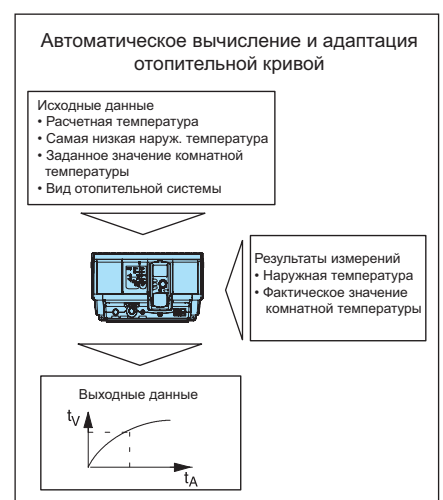 Автоматическое вычисление и адаптация
отопительной кривой
Исходные данные
• Расчетная температура
• Самая низкая наруж. температура
• Заданное значение комнатной
температуры
• Вид отопительной системы
Результаты измерений
• Наружная температура
• Фактическое значение
комнатной температуры
Выходные данные
tV
tA